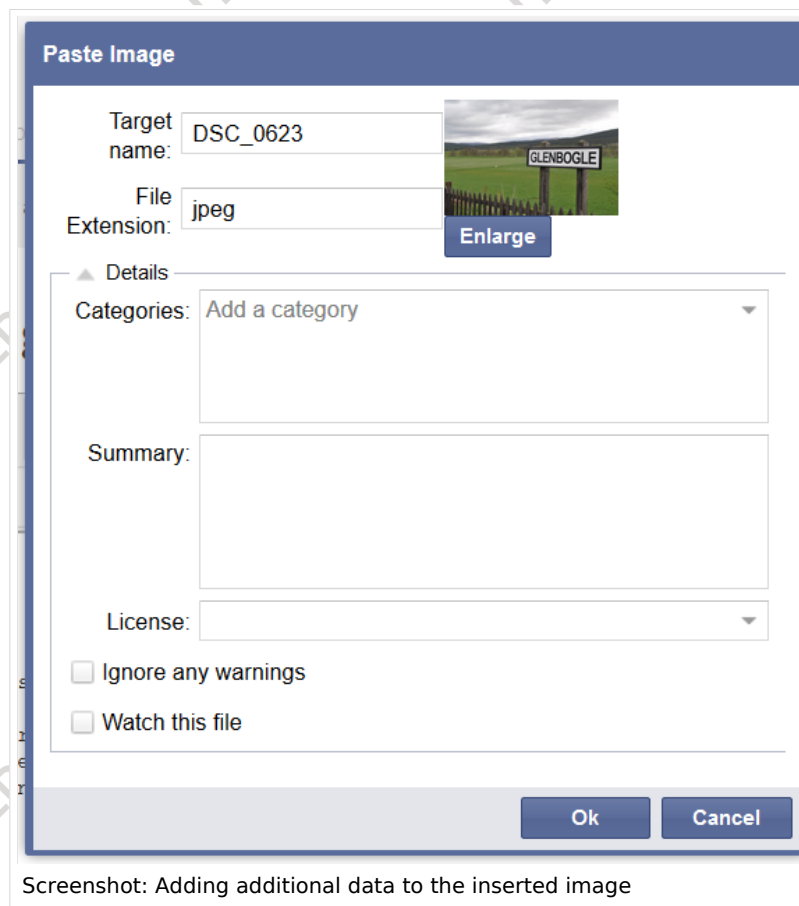 Paste Image
Target name:
DSC_0623
GLENBOGLE
File Extension:
jpeg
Enlarge
Details
Categories:
Add a category
Summary:
License:
Ignore any warnings
Watch this file
Ok
Cancel
Screenshot: Adding additional data to the inserted image